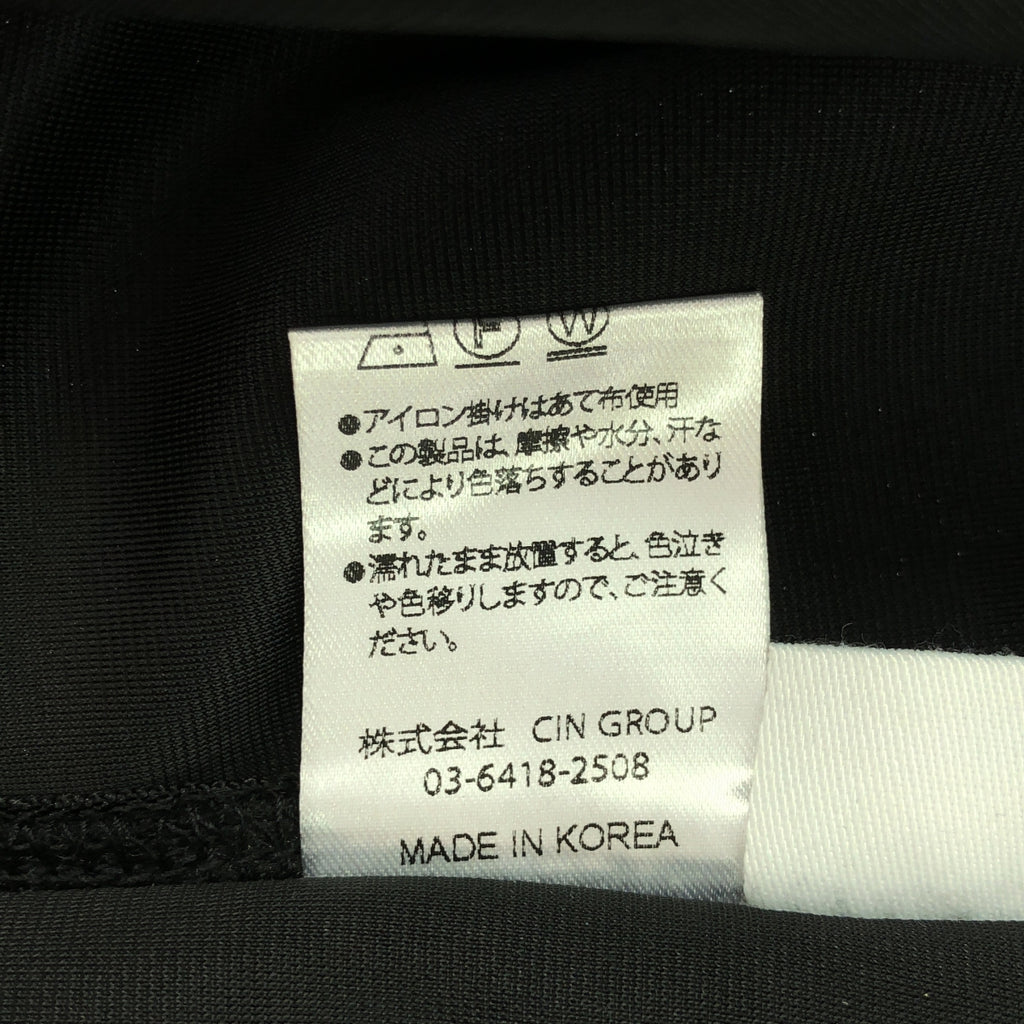 F W
●アイロン掛けはあて布使用
●この製品は、摩擦や水分、汗な
どにより色落ちすることがあり
ます。
●濡れたまま放置すると、色泣き
や色移りしますので、ご注意く
ださい。
株式会社 CIN GROUP
03-6418-2508
MADE IN KOREA